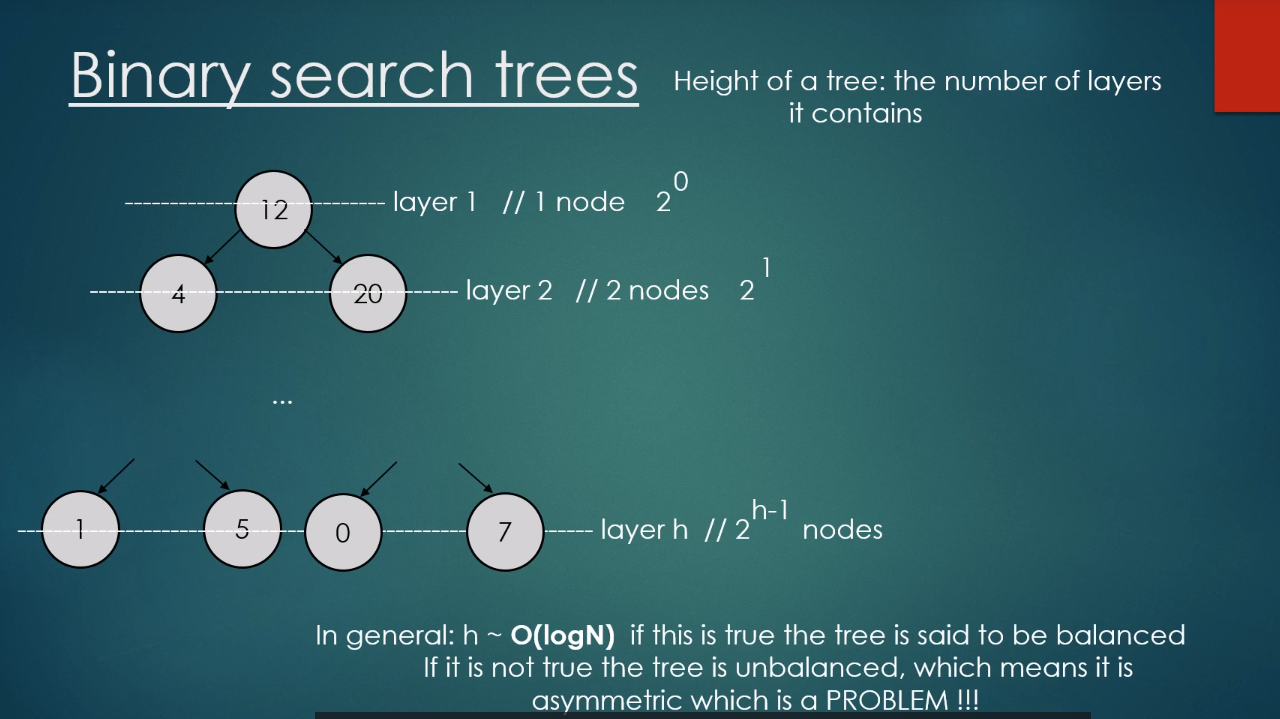 Binary search trees
Height of a tree: the number of layers
it contains
12
layer 1 // 1 node 2^0
4
20
layer 2 // 2 nodes 2^1
...
1
5
0
7
layer h // 2^h-1 nodes
In general: h ~ O(logN) if this is true the tree is said to be balanced
If it is not true the tree is unbalanced, which means it is
asymmetric which is a PROBLEM !!!